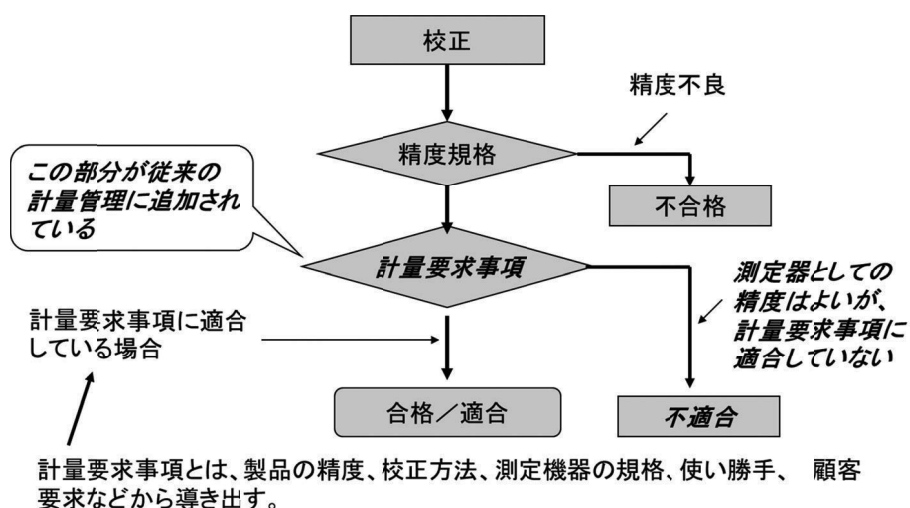 校正
精度不良
精度規格
この部分が従来の
計量管理に追加され
ている
不合格
計量要求事項
測定器としての
精度はよいが、
計量要求事項に
適合していない
計量要求事項に適合
している場合
合格／適合
不適合
計量要求事項とは、製品の精度、校正方法、測定機器の規格、使い勝手、 顧客
要求などから導き出す。